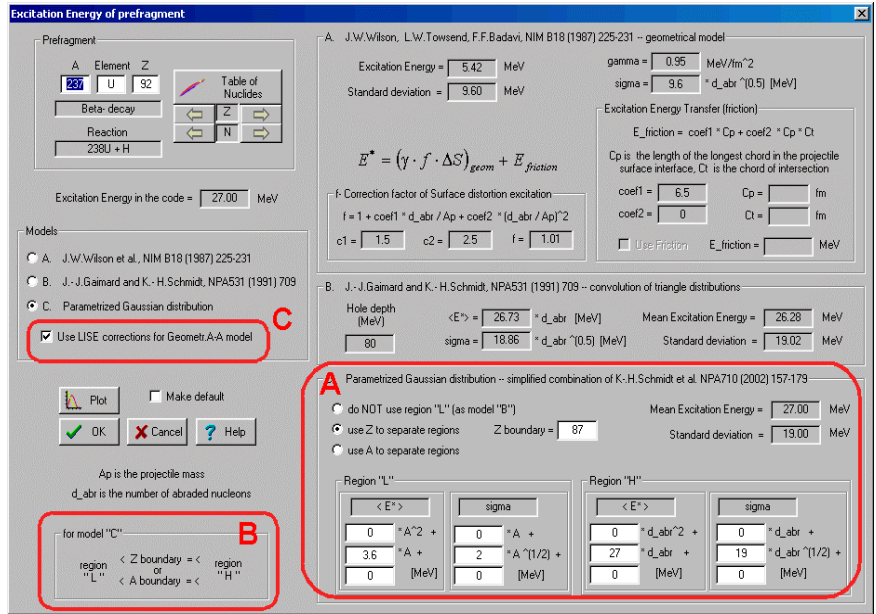 Excitation Energy of prefragment
Prefragment
A Element Z
237 U 92
Beta- decay
Reaction
238U + H
Table of
Nuclides
Z
N
Excitation Energy in the code = 27.00 MeV
Models
A. J.W.Wilson et al., NIM B18 (1987) 225-231
B. J.-J.Gaimard and K.-H.Schmidt, NPA531 (1991) 709
C. Parametrized Gaussian distribution
C
Use LISE corrections for Geometr.A-A model
Plot
Make default
OK
Cancel
? Help
Ap is the projectile mass
d_abr is the number of abraded nucleons
B
for model "C"
region "L"
< Z boundary =<
or
< A boundary =<
region "H"
A. J.W.Wilson, L.W.Towsend, F.F.Badavi, NIM B18 (1987) 225-231 -- geometrical model
Excitation Energy = 5.42 MeV
Standard deviation = 9.60 MeV
gamma = 0.95 MeV/fm^2
sigma = 9.6 * d_abr ^(0.5) [MeV]
E* = (γ · f · ΔS)geom + E friction
f- Correction factor of Surface distortion excitation
f = 1 + coef1 * d_abr / Ap + coef2 * (d_abr / Ap)^2
c1 = 1.5 c2 = 2.5 f = 1.01
Excitation Energy Transfer (friction)
E_friction = coef1 * Cp + coef2 * Cp * Ct
Cp is the length of the longest chord in the projectile
surface interface, Ct is the chord of intersection
coef1 = 6.5 Cp = fm
coef2 = 0 Ct = fm
Use Friction E_friction = MeV
B. J.-J.Gaimard and K.-H.Schmidt, NPA531 (1991) 709 -- convolution of triangle distributions
Hole depth
(MeV)
80
<E*> = 26.73 * d_abr [MeV]
sigma = 18.86 * d_abr ^(0.5) [MeV]
Mean Excitation Energy = 26.28 MeV
Standard deviation = 19.02 MeV
A
Parametrized Gaussian distribution -- simplified combination of K-.H.Schmidt et al. NPA710 (2002) 157-179
do NOT use region "L" (as model "B")
use Z to separate regions Z boundary = 87
use A to separate regions
Mean Excitation Energy = 27.00 MeV
Standard deviation = 19.00 MeV
Region "L"
< E* > sigma
0 * A^2 + 0 * A +
3.6 * A + 2 * A ^(1/2) +
0 [MeV] 0 [MeV]
Region "H"
< E* > sigma
0 * d_abr^2 + 0 * d_abr +
27 * d_abr + 19 * d_abr ^(1/2) +
0 [MeV] 0 [MeV]